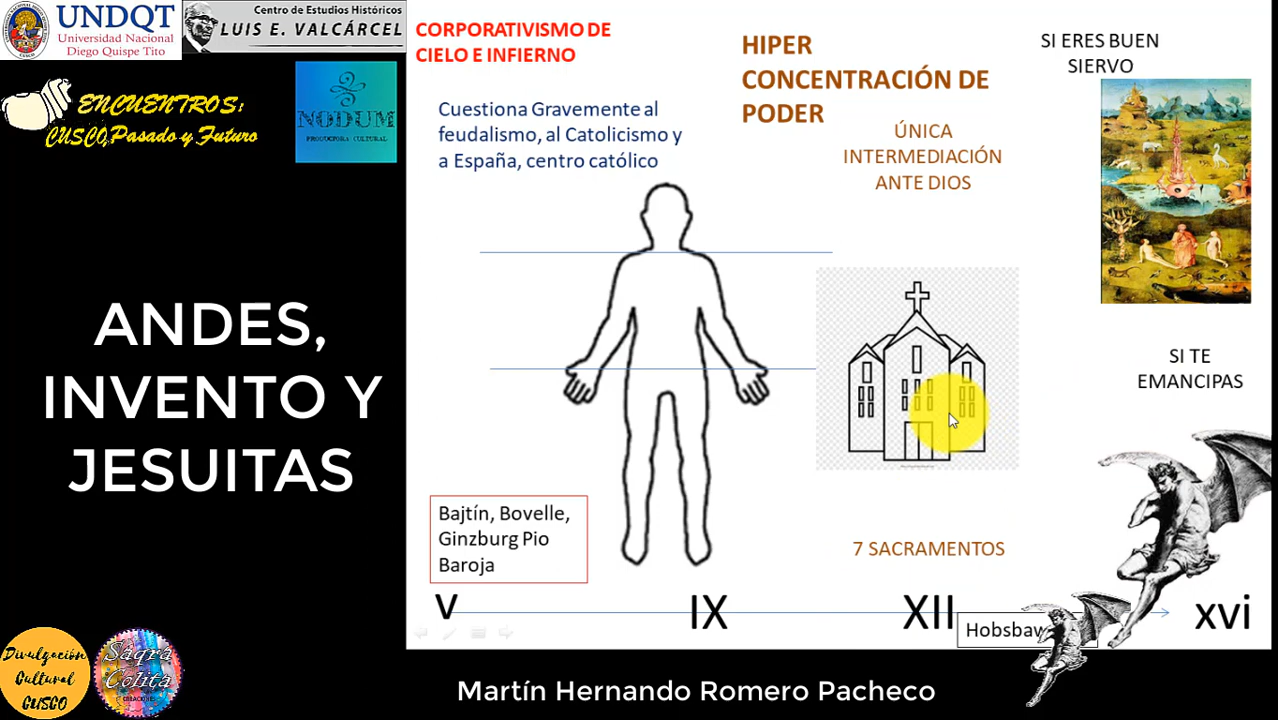 UNDQT
Universidad Nacional
Diego Quispe Tito
Centro de Estudios Históricos
LUIS E. VALCÁRCEL
ENCUENTROS:
CUSCO, Pasado y Futuro
NODUM
PRODUCTORA CULTURAL
ANDES,
INVENTO Y
JESUITAS
CORPORATIVISMO DE
CIELO E INFIERNO
Cuestiona Gravemente al
feudalismo, al Catolicismo y
a España, centro católico
HIPER
CONCENTRACIÓN DE
PODER
ÚNICA
INTERMEDIACIÓN
ANTE DIOS
SI ERES BUEN
SIERVO
SI TE
EMANCIPAS
Bajtín, Bovelle,
Ginzburg Pio
Baroja
7 SACRAMENTOS
V IX XII xvi
Hobsbaw
Divulgación
Cultural
CUSCO
Saqra
Colita
CREACIONES
Martín Hernando Romero Pacheco